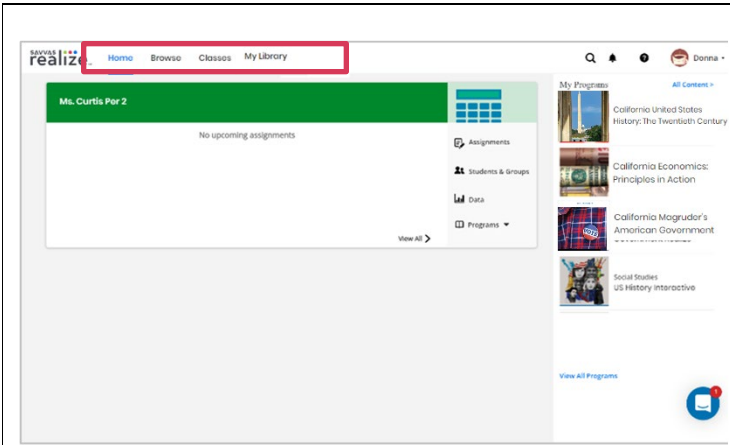 savvas
realize
Home Browse Classes My Library
Donna
Ms. Curtis Per 2
No upcoming assignments
Assignments
Students & Groups
Data
Programs
View All
My Programs All Content >
California United States
History: The Twentieth Century
California Economics:
Principles in Action
VOTE
California Magruder's
American Government
Social Studies
US History Interactive
View All Programs
1